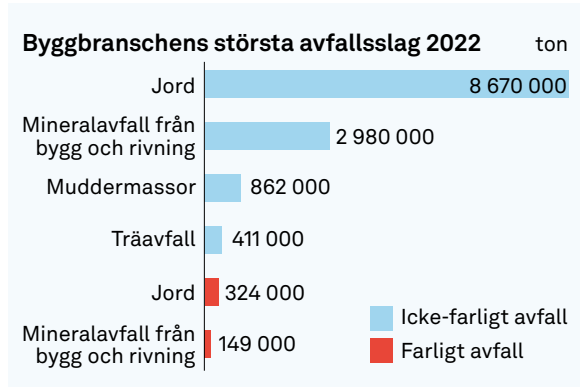 Byggbranschens största avfallsslag 2022 ton
Jord 8 670 000
Mineralavfall från
bygg och rivning 2 980 000
Muddermassor 862 000
Träavfall 411 000
Jord 324 000
Mineralavfall från
bygg och rivning 149 000
Icke-farligt avfall
Farligt avfall